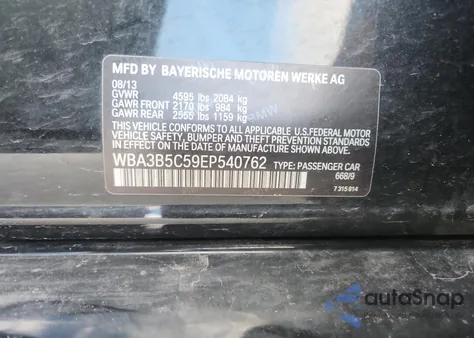 MFD BY BAYERISCHE MOTOREN WERKE AG
08/13
GVWR 4595 lbs 2084 kg
GAWR FRONT 2170 lbs 984 kg
GAWR REAR 2555 lbs 1159 kg
THIS VEHICLE CONFORMS TO ALL APPLICABLE U.S.FEDERAL MOTOR
VEHICLE SAFETY, BUMPER AND THEFT PREVENTION STANDARDS
IN EFFECT ON THE DATE OF MANUFACTURE SHOWN ABOVE.
WBA3B5C59EP540762 TYPE: PASSENGER CAR
668/9
7 315 814
autoSnap